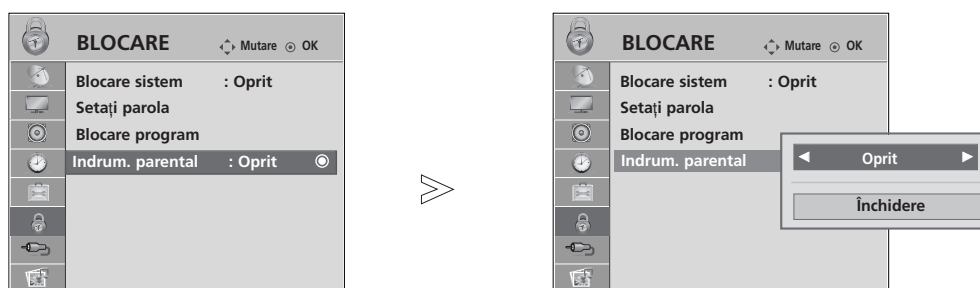 BLOCARE Mutare OK
Blocare sistem : Oprit
Setați parola
Blocare program
Indrum. parental : Oprit
BLOCARE Mutare OK
Blocare sistem : Oprit
Setați parola
Blocare program
Indrum. parental
Oprit
Închidere